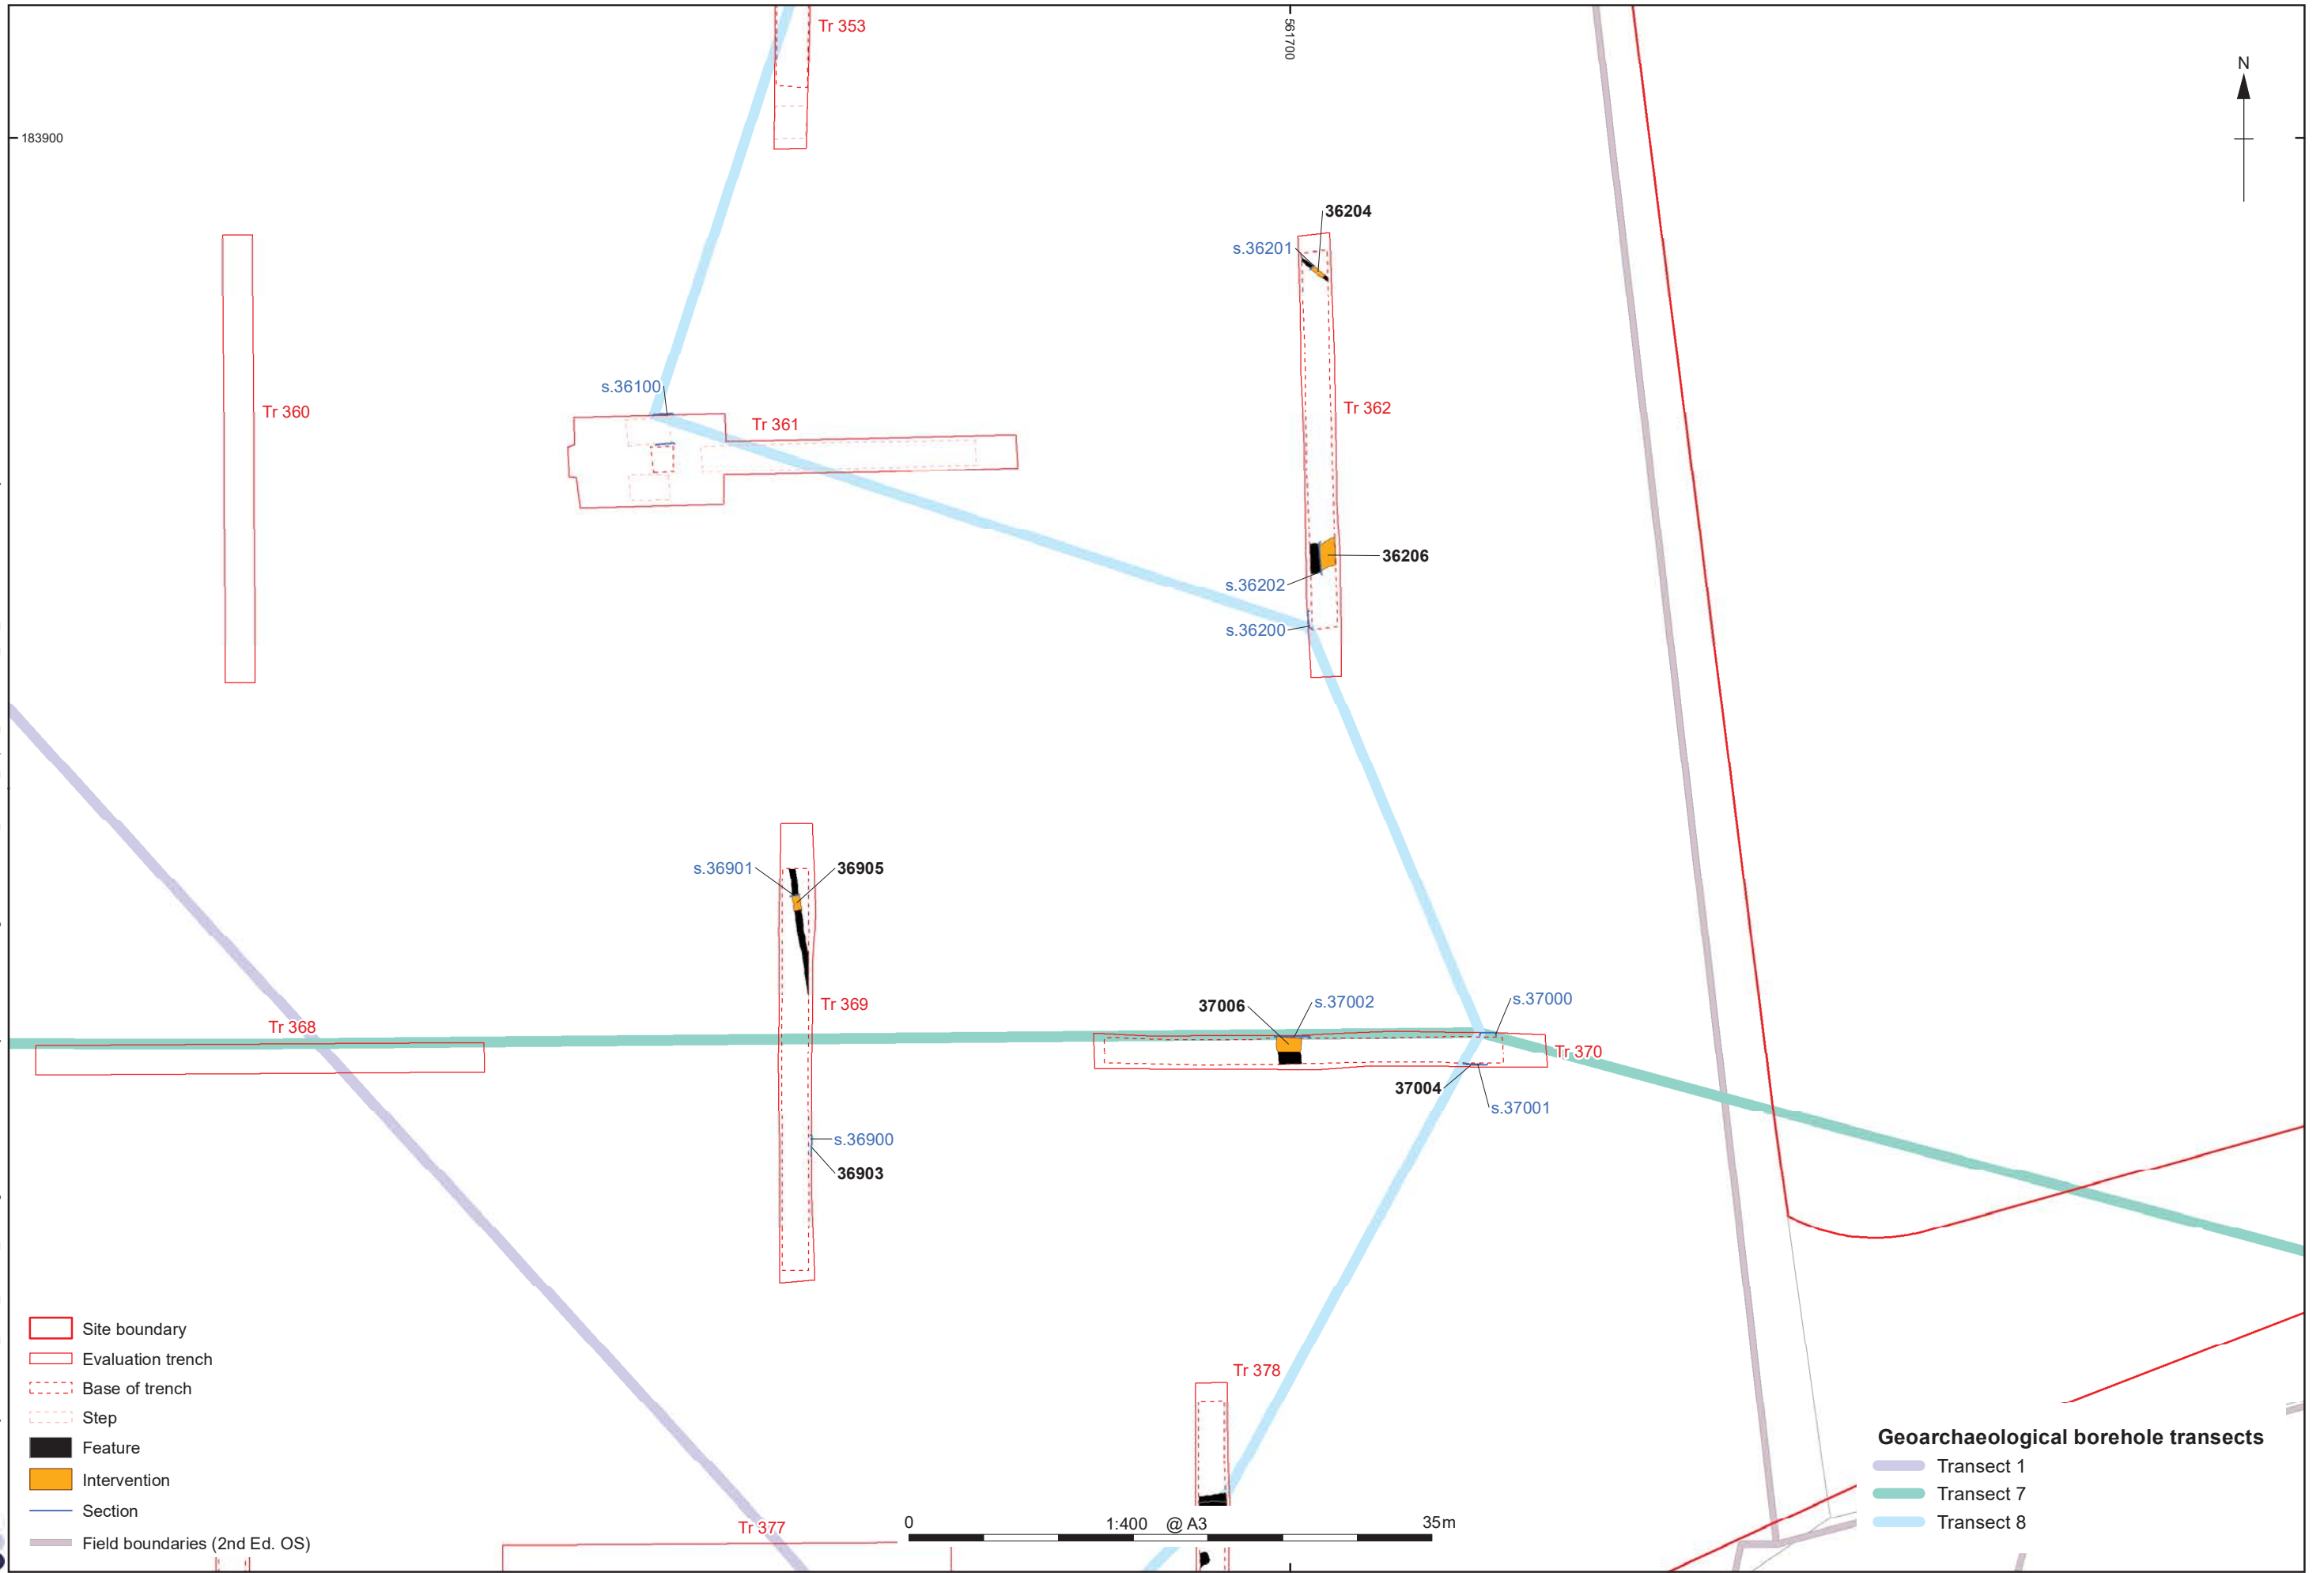 Tr 353
561700
N
183900
36204
s.36201
s.36100
Tr 360
Tr 361
Tr 362
36206
s.36202
s.36200
s.36901
36905
Tr 369
37006
s.37002
s.37000
Tr 368
Tr 370
37004
s.37001
s.36900
36903
Tr 378
Site boundary
Evaluation trench
Base of trench
Step
Feature
Intervention
Section
Field boundaries (2nd Ed. OS)
Tr 377
0
1:400 @ A3
35m
Geoarchaeological borehole transects
Transect 1
Transect 7
Transect 8